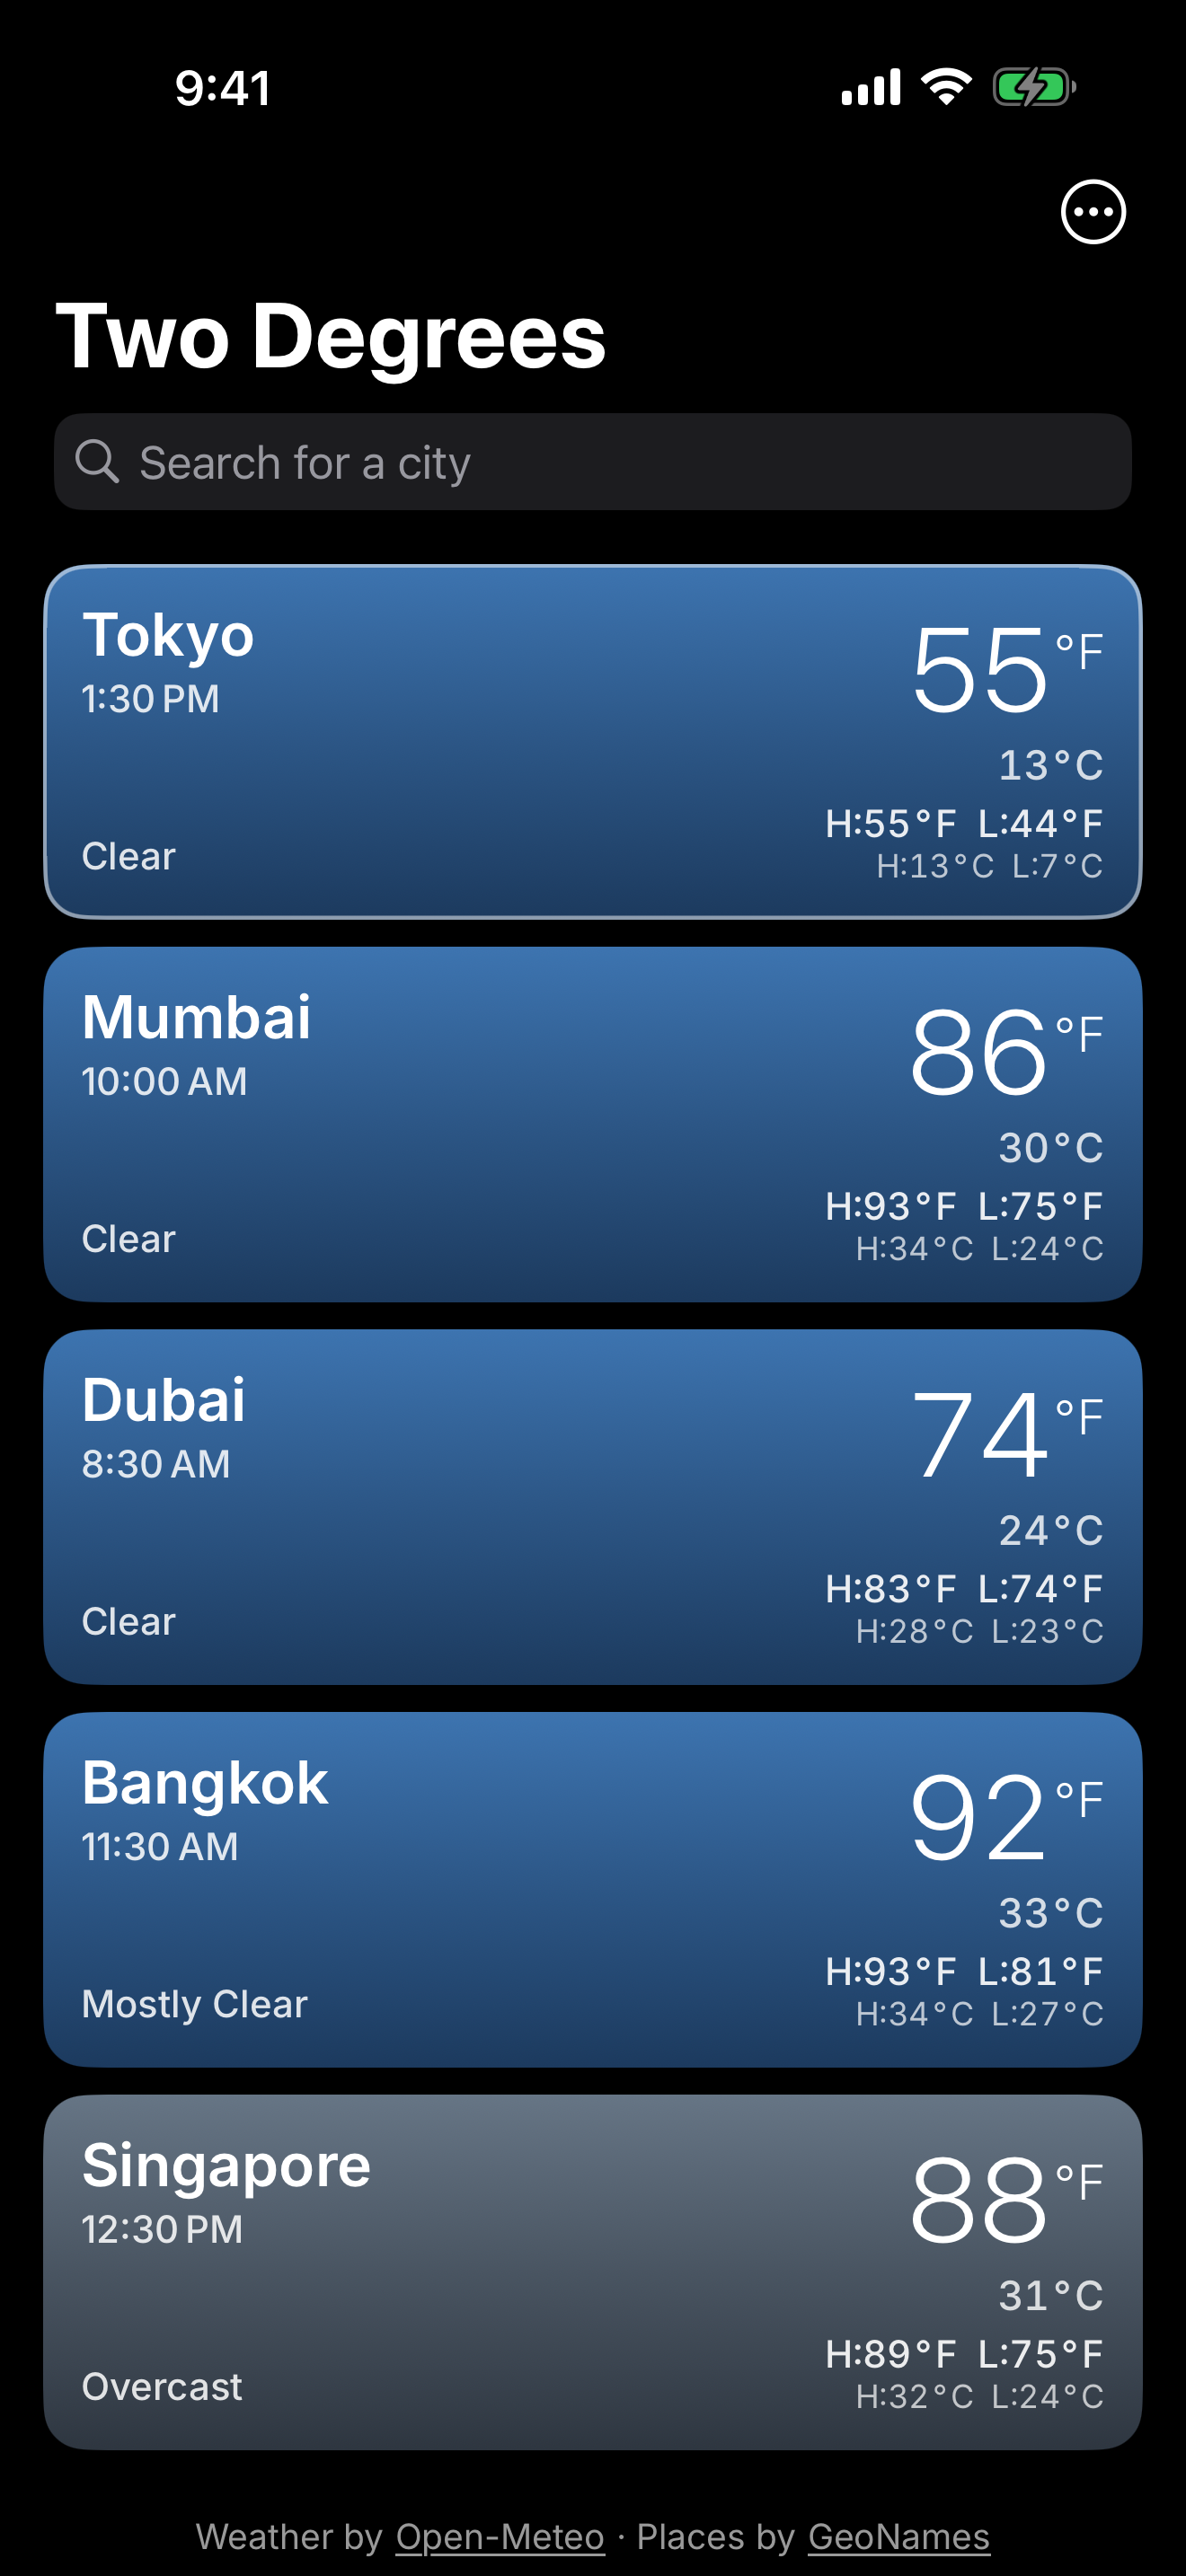 9:41
Two Degrees
Search for a city
Tokyo
1:30 PM
55°F
13°C
H:55°F L:44°F
H:13°C L:7°C
Clear
Mumbai
10:00 AM
86°F
30°C
H:93°F L:75°F
H:34°C L:24°C
Clear
Dubai
8:30 AM
74°F
24°C
H:83°F L:74°F
H:28°C L:23°C
Clear
Bangkok
11:30 AM
92°F
33°C
H:93°F L:81°F
H:34°C L:27°C
Mostly Clear
Singapore
12:30 PM
88°F
31°C
H:89°F L:75°F
H:32°C L:24°C
Overcast
Weather by Open-Meteo · Places by GeoNames